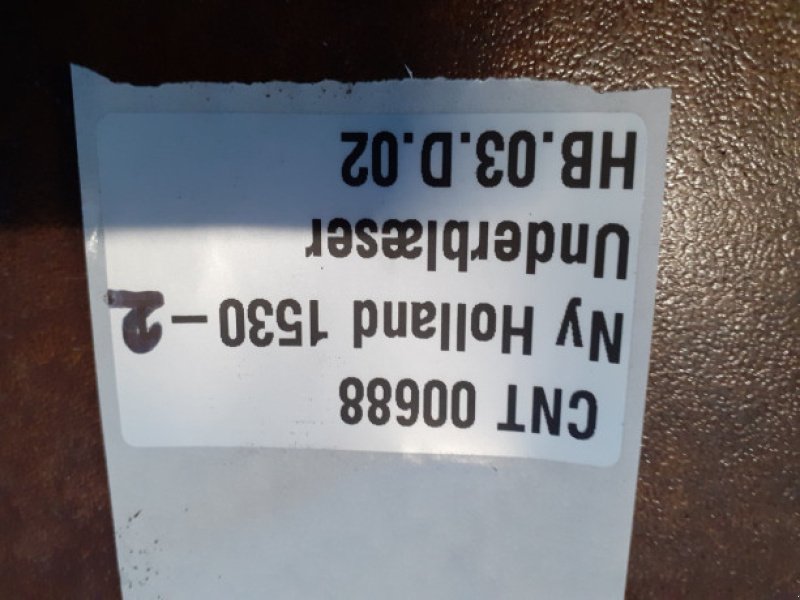 CNT 00688
Ny Holland 1530 - 2
Underblæser
HB.03.D.02